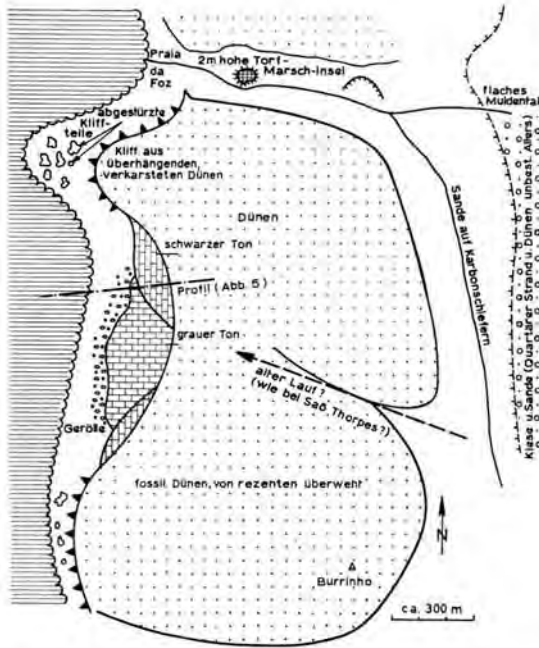 Praia
da
Foz
2m hohe Torf-
Marsch-Insel
flaches
Muldental
abgestürzte
Kliff-
teile
Kliff aus
überhängenden,
verkarsteten Dünen
Dünen
schwarzer Ton
Profil (Abb. 5)
grauer Ton
alter Lauf?
(wie bei Saõ Thorpes?)
Sande auf Karbonschiefern
Kiese u. Sande (Quartärer Strand u. Dünen unbest. Alters)
Gerölle
fossil. Dünen, von rezenten überweht
N
Burrinho
ca. 300 m